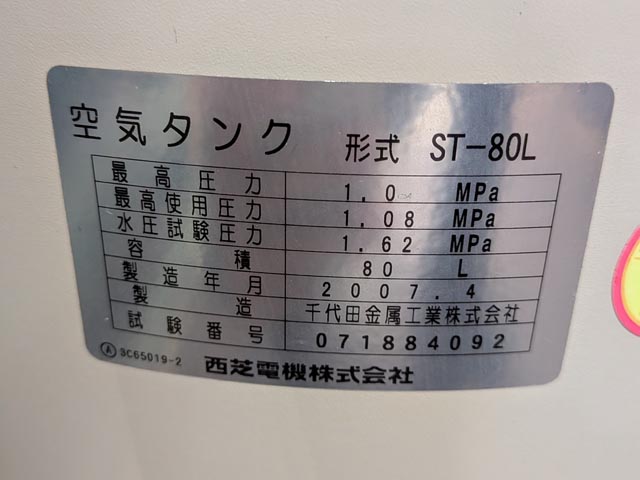 空気タンク 形式 ST-80L
最高圧力 1.0 MPa
最高使用圧力 1.08 MPa
水圧試験圧力 1.62 MPa
容積 80 L
製造年月 2007.4
製造 千代田金属工業株式会社
試験番号 071884092
Ⓐ 3C65019-2 西芝電機株式会社